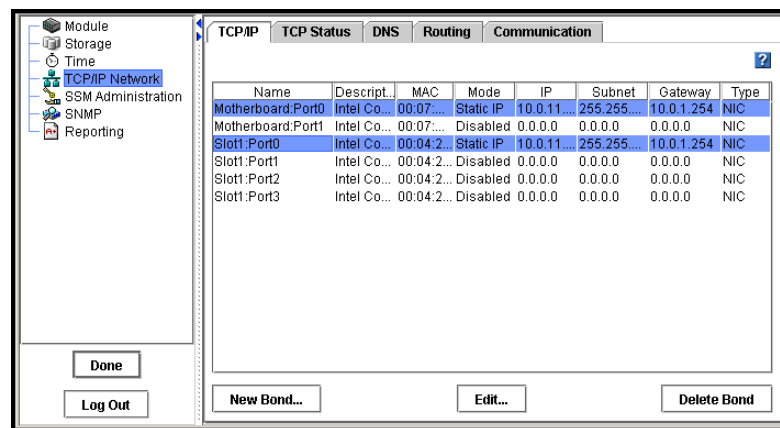 Module
Storage
Time
TCP/IP Network
SSM Administration
SNMP
Reporting
Done
Log Out
TCP/IP TCP Status DNS Routing Communication
?
Name Descript... MAC Mode IP Subnet Gateway Type
Motherboard:Port0 Intel Co... 00:07:... Static IP 10.0.11.... 255.255.... 10.0.1.254 NIC
Motherboard:Port1 Intel Co... 00:07:... Disabled 0.0.0.0 0.0.0.0 0.0.0.0 NIC
Slot1:Port0 Intel Co... 00:04:2... Static IP 10.0.11.... 255.255.... 10.0.1.254 NIC
Slot1:Port1 Intel Co... 00:04:2... Disabled 0.0.0.0 0.0.0.0 0.0.0.0 NIC
Slot1:Port2 Intel Co... 00:04:2... Disabled 0.0.0.0 0.0.0.0 0.0.0.0 NIC
Slot1:Port3 Intel Co... 00:04:2... Disabled 0.0.0.0 0.0.0.0 0.0.0.0 NIC
New Bond... Edit... Delete Bond